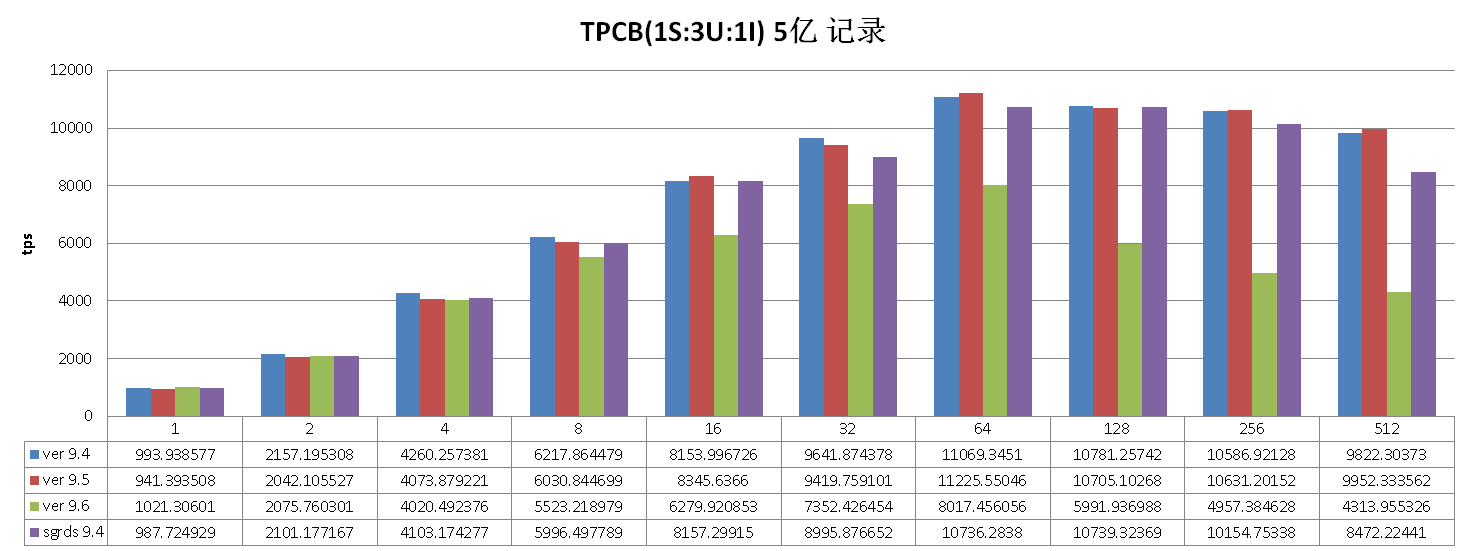 TPCB(1S:3U:1I) 5亿 记录
12000
10000
8000
6000
4000
2000
0
tps
1 2 4 8 16 32 64 128 256 512
ver 9.4 993.938577 2157.195308 4260.257381 6217.864479 8153.996726 9641.874378 11069.3451 10781.25742 10586.92128 9822.30373
ver 9.5 941.393508 2042.105527 4073.879221 6030.844699 8345.6366 9419.759101 11225.55046 10705.10268 10631.20152 9952.333562
ver 9.6 1021.30601 2075.760301 4020.492376 5523.218979 6279.920853 7352.426454 8017.456056 5991.936988 4957.384628 4313.955326
sgrds 9.4 987.724929 2101.177167 4103.174277 5996.497789 8157.29915 8995.876652 10736.2838 10739.32369 10154.75338 8472.22441